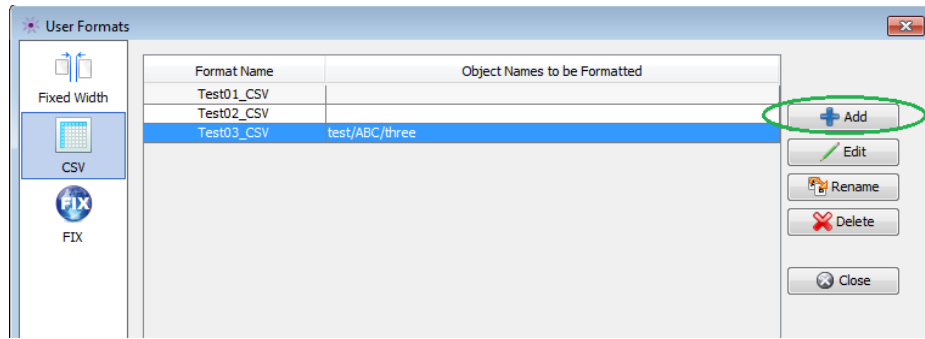 User Formats
Fixed Width
CSV
FIX
FIX
Format Name Object Names to be Formatted
Test01_CSV
Test02_CSV
Test03_CSV test/ABC/three
Add
Edit
Rename
Delete
Close